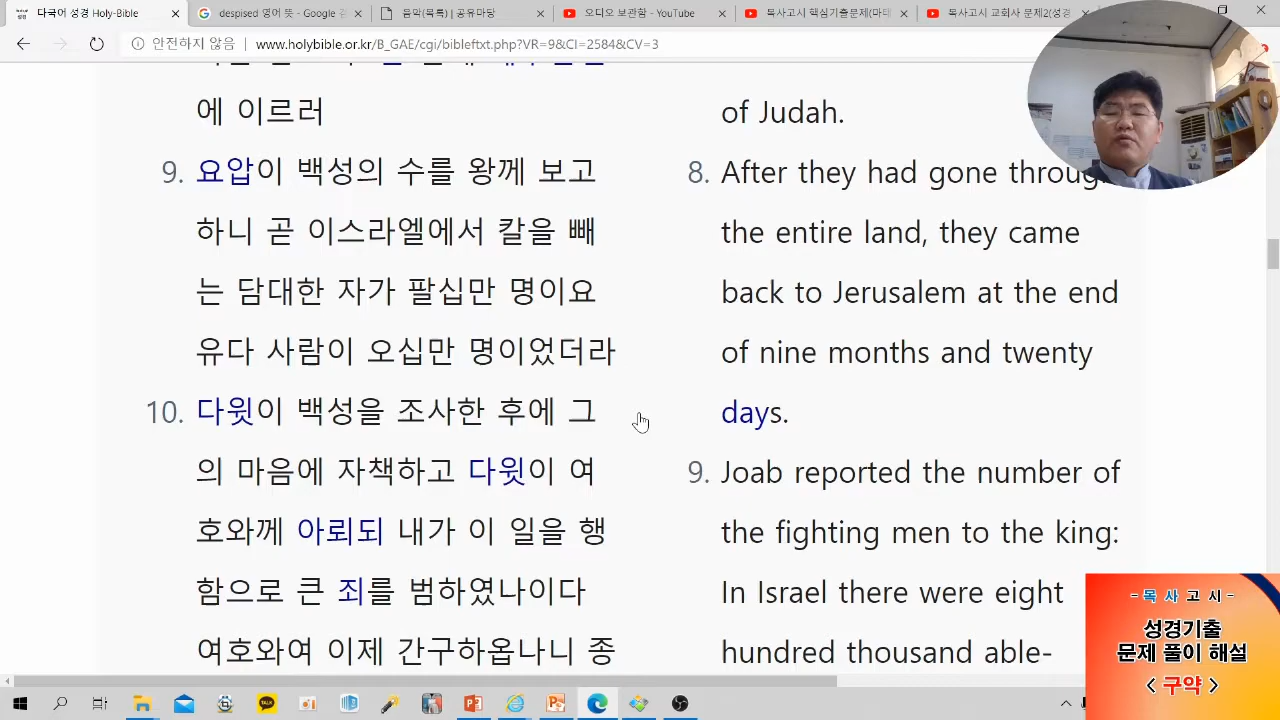 다국어 성경 Holy-Bible
despised 영어 뜻 - Google 검
음악(목록) | 공유마당
오디오 보관함 - YouTube
목사고시 핵심기출문제(마태
목사고시 교회사 문제2(성경
안전하지 않음
www.holybible.or.kr/B_GAE/cgi/bibleftxt.php?VR=9&CI=2584&CV=3
에 이르러
9. 요압이 백성의 수를 왕께 보고
하니 곧 이스라엘에서 칼을 빼
는 담대한 자가 팔십만 명이요
유다 사람이 오십만 명이었더라
10. 다윗이 백성을 조사한 후에 그
의 마음에 자책하고 다윗이 여
호와께 아뢰되 내가 이 일을 행
함으로 큰 죄를 범하였나이다
여호와여 이제 간구하옵나니 종
of Judah.
8. After they had gone through
the entire land, they came
back to Jerusalem at the end
of nine months and twenty
days.
9. Joab reported the number of
the fighting men to the king:
In Israel there were eight
hundred thousand able-
- 목 사 고 시 -
성경기출
문제 풀이 해설
< 구약 >
TALK